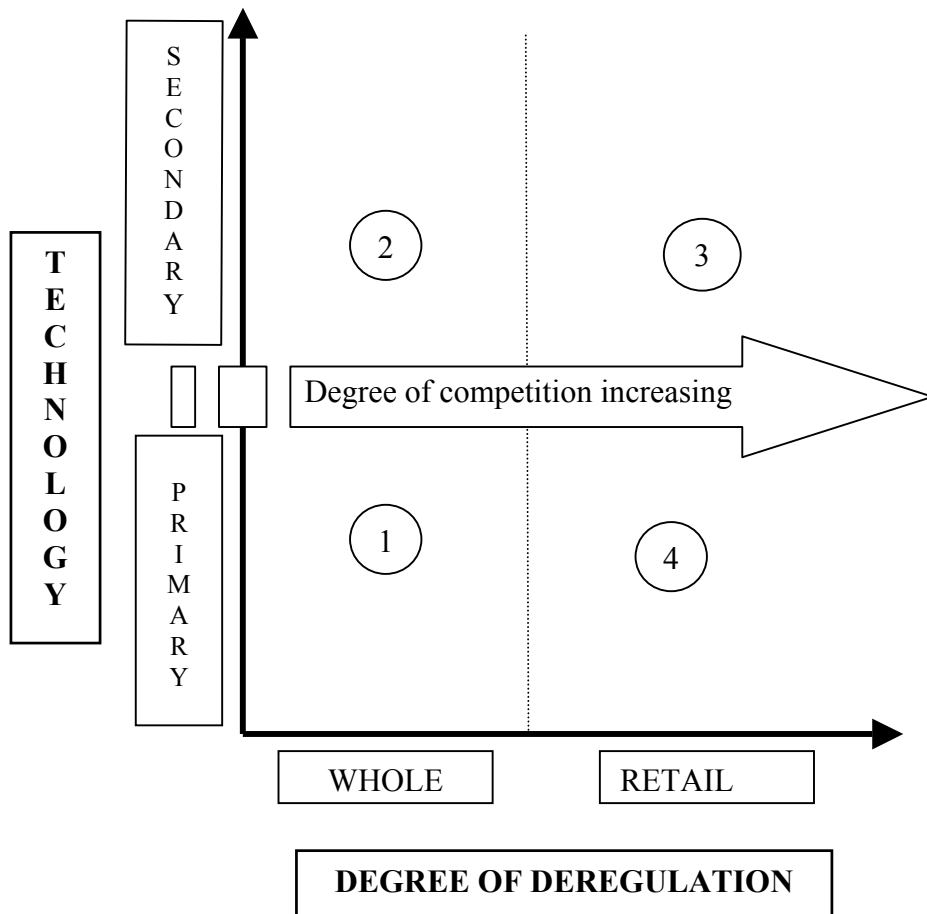 SECONDARY
TECHNOLOGY
2
3
Degree of competition increasing
PRIMARY
1
4
WHOLE
RETAIL
DEGREE OF DEREGULATION